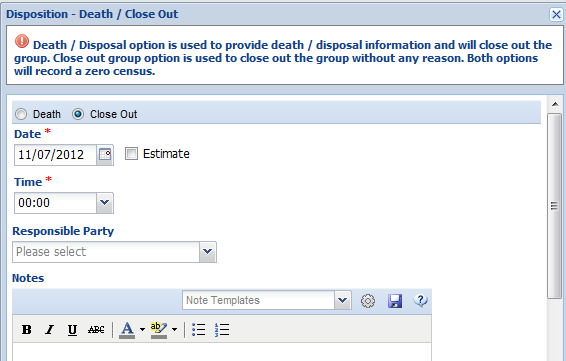 Disposition - Death / Close Out
Death / Disposal option is used to provide death / disposal information and will close out the
group. Close out group option is used to close out the group without any reason. Both options
will record a zero census.
Death Close Out
Date *
11/07/2012 Estimate
Time *
00:00
Responsible Party
Please select
Notes
Note Templates
B I U ABC A ab